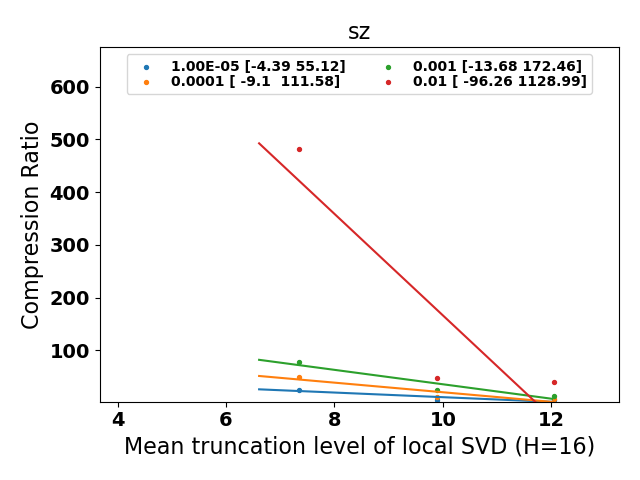 sz
1.00E-05 [-4.39 55.12]
0.0001 [ -9.1  111.58]
0.001 [-13.68 172.46]
0.01 [ -96.26 1128.99]
Compression Ratio
600
500
400
300
200
100
4 6 8 10 12
Mean truncation level of local SVD (H=16)